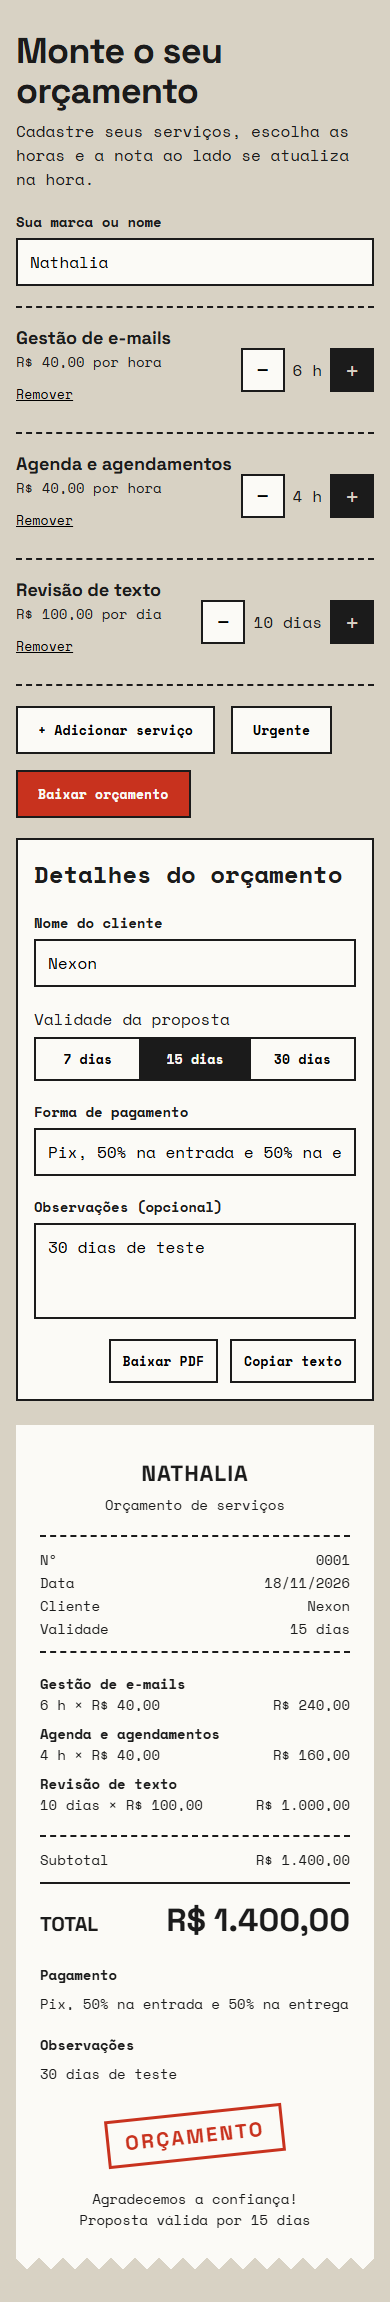 Monte o seu
orçamento
Cadastre seus serviços, escolha as
horas e a nota ao lado se atualiza
na hora.
Sua marca ou nome
Nathalia
Gestão de e-mails
R$ 40,00 por hora
Remover
− 6 h +
Agenda e agendamentos
R$ 40,00 por hora
Remover
− 4 h +
Revisão de texto
R$ 100,00 por dia
Remover
− 10 dias +
+ Adicionar serviço Urgente
Baixar orçamento
Detalhes do orçamento
Nome do cliente
Nexon
Validade da proposta
7 dias 15 dias 30 dias
Forma de pagamento
Pix, 50% na entrada e 50% na e
Observações (opcional)
30 dias de teste
Baixar PDF Copiar texto
NATHALIA
Orçamento de serviços
Nº 0001
Data 18/11/2026
Cliente Nexon
Validade 15 dias
Gestão de e-mails
6 h × R$ 40,00 R$ 240,00
Agenda e agendamentos
4 h × R$ 40,00 R$ 160,00
Revisão de texto
10 dias × R$ 100,00 R$ 1.000,00
Subtotal R$ 1.400,00
TOTAL R$ 1.400,00
Pagamento
Pix, 50% na entrada e 50% na entrega
Observações
30 dias de teste
ORÇAMENTO
Agradecemos a confiança!
Proposta válida por 15 dias